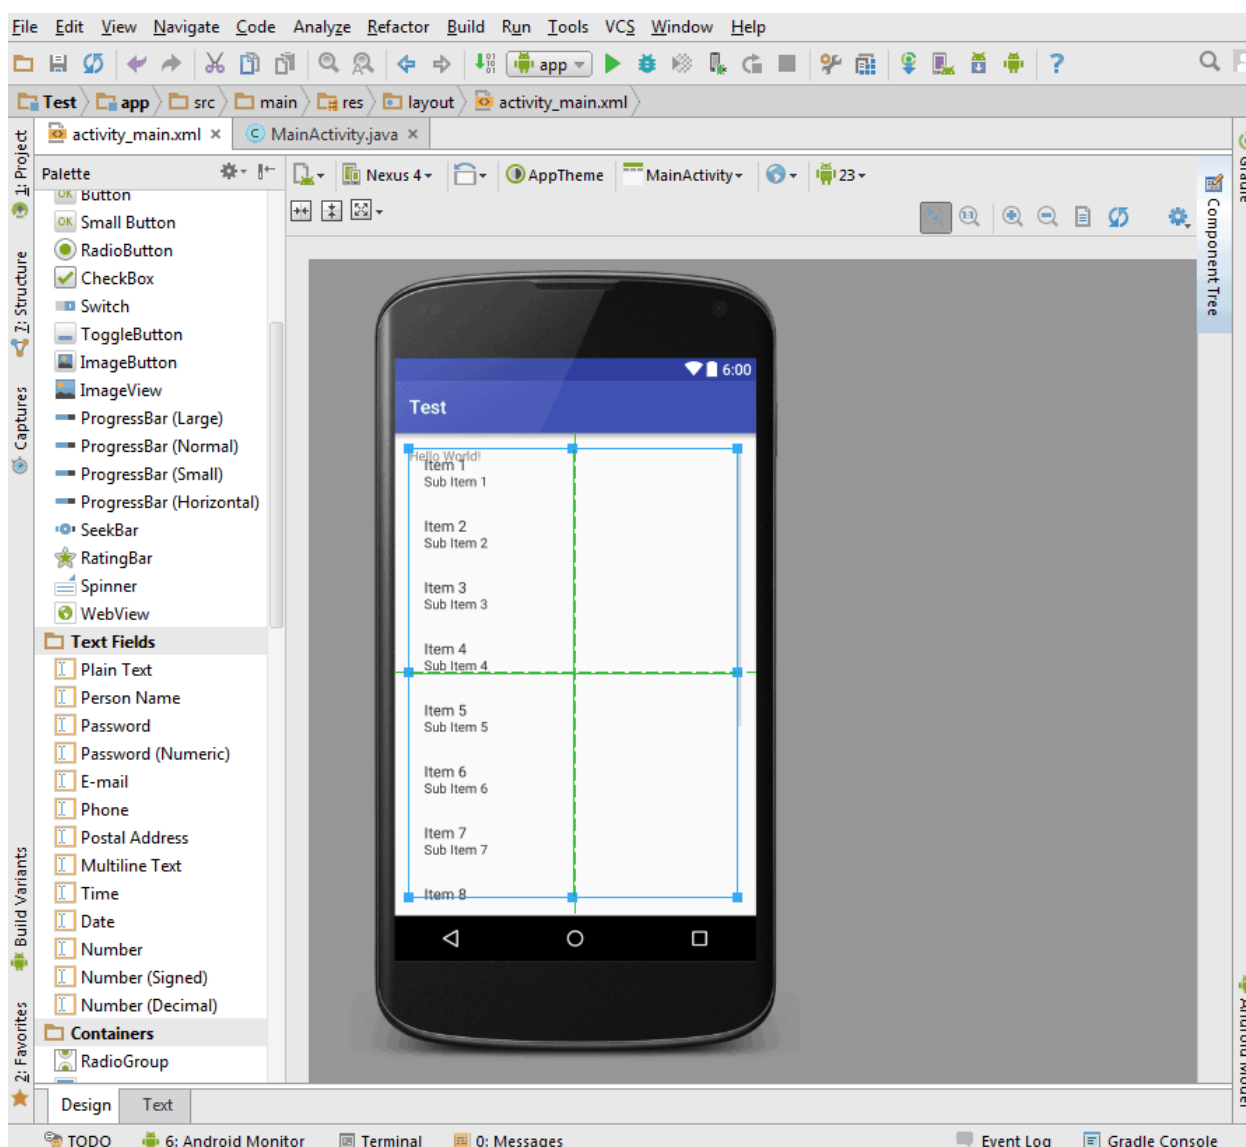 File Edit View Navigate Code Analyze Refactor Build Run Tools VCS Window Help
app
Test app src main res layout activity_main.xml
activity_main.xml MainActivity.java
1: Project
7: Structure
Captures
Build Variants
2: Favorites
Palette
Button
OK Small Button
RadioButton
CheckBox
Switch
ToggleButton
ImageButton
ImageView
ProgressBar (Large)
ProgressBar (Normal)
ProgressBar (Small)
ProgressBar (Horizontal)
SeekBar
RatingBar
Spinner
WebView
Text Fields
Plain Text
Person Name
Password
Password (Numeric)
E-mail
Phone
Postal Address
Multiline Text
Time
Date
Number
Number (Signed)
Number (Decimal)
Containers
RadioGroup
Nexus 4 AppTheme MainActivity 23
1:1
6:00
Test
Hello World!
Item 1
Sub Item 1
Item 2
Sub Item 2
Item 3
Sub Item 3
Item 4
Sub Item 4
Item 5
Sub Item 5
Item 6
Sub Item 6
Item 7
Sub Item 7
Item 8
Component Tree
Gradle
Android Model
Design Text
TODO 6: Android Monitor Terminal 0: Messages Event Log Gradle Console